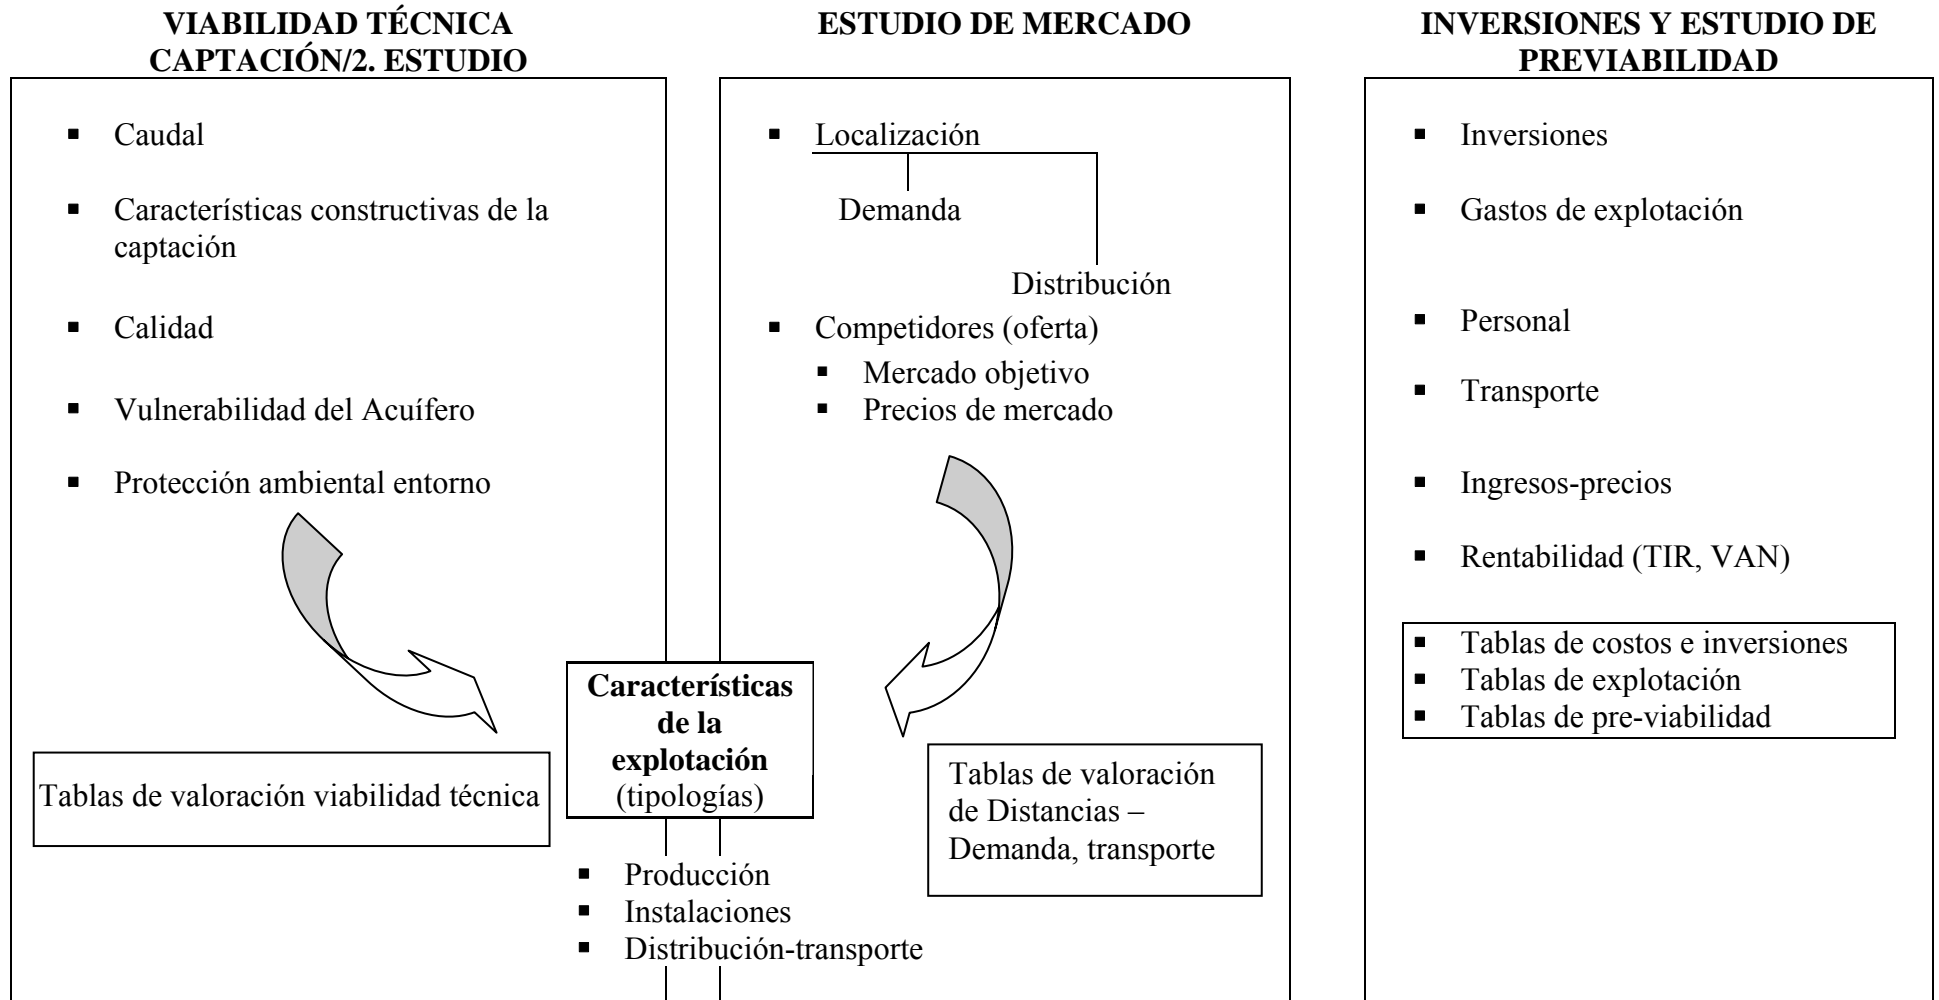 VIABILIDAD TÉCNICA
CAPTACIÓN/2. ESTUDIO
▪ Caudal
▪ Características constructivas de la
captación
▪ Calidad
▪ Vulnerabilidad del Acuífero
▪ Protección ambiental entorno
Tablas de valoración viabilidad técnica
ESTUDIO DE MERCADO
▪ Localización
Demanda
Distribución
▪ Competidores (oferta)
▪ Mercado objetivo
▪ Precios de mercado
Características
de la
explotación
(tipologías)
▪ Producción
▪ Instalaciones
▪ Distribución-transporte
Tablas de valoración
de Distancias –
Demanda, transporte
INVERSIONES Y ESTUDIO DE
PREVIABILIDAD
▪ Inversiones
▪ Gastos de explotación
▪ Personal
▪ Transporte
▪ Ingresos-precios
▪ Rentabilidad (TIR, VAN)
▪ Tablas de costos e inversiones
▪ Tablas de explotación
▪ Tablas de pre-viabilidad